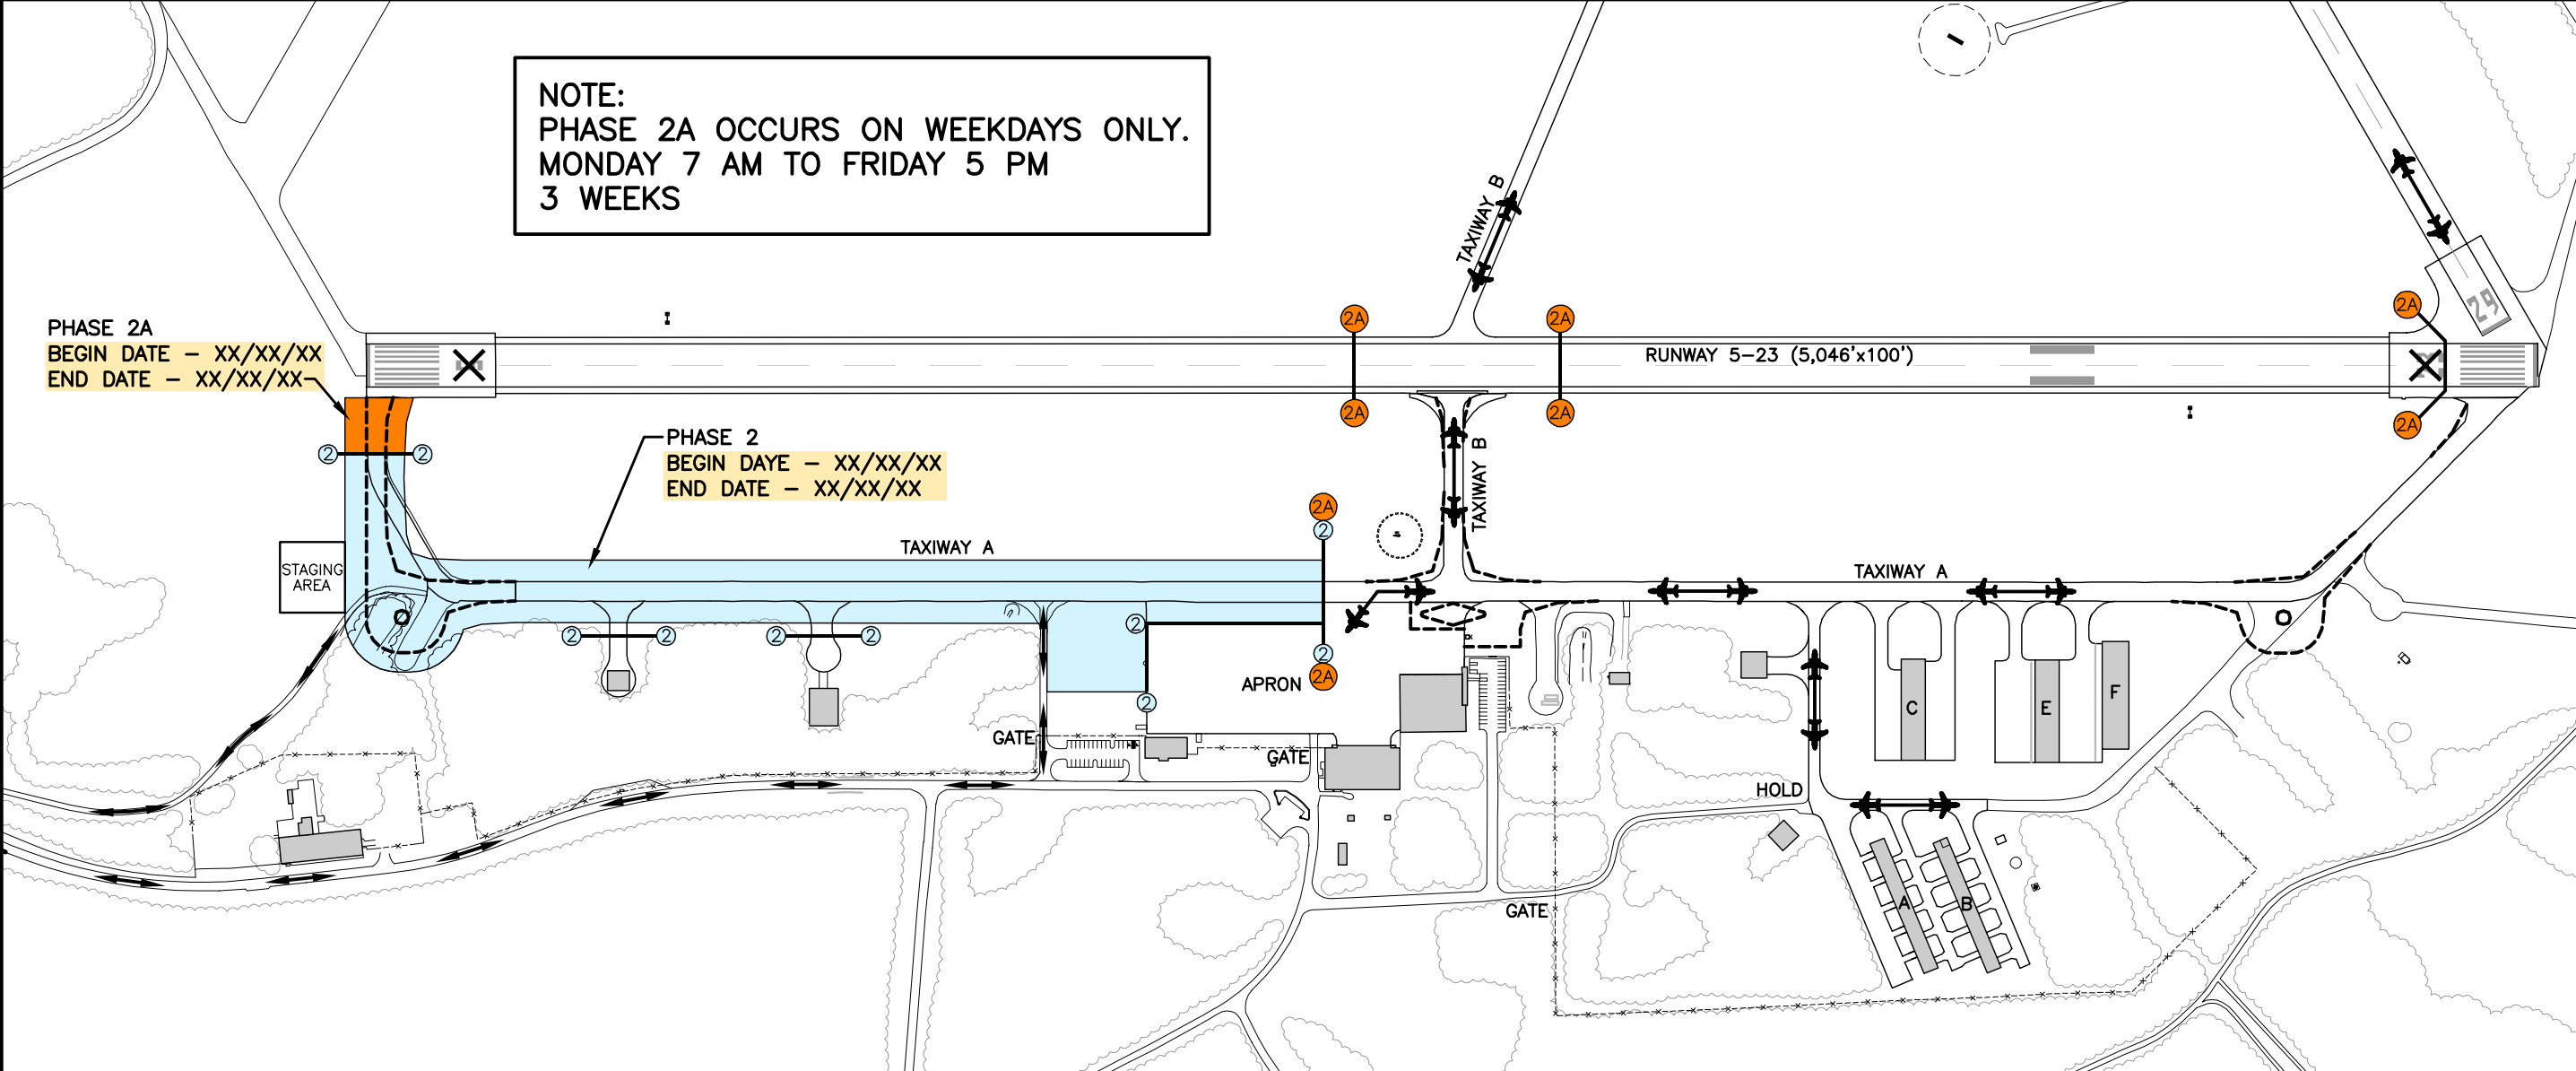 NOTE:
PHASE 2A OCCURS ON WEEKDAYS ONLY.
MONDAY 7 AM TO FRIDAY 5 PM
3 WEEKS
TAXIWAY B
29
2A
2A
2A
PHASE 2A
BEGIN DATE - XX/XX/XX
END DATE - XX/XX/XX
RUNWAY 5-23 (5,046'x100')
2A
2A
2A
PHASE 2
BEGIN DAYE - XX/XX/XX
END DATE - XX/XX/XX
2
2
TAXIWAY B
2A
2
TAXIWAY A
STAGING
AREA
TAXIWAY A
2
2
2
2
2
2
2A
2
APRON
C
E
F
GATE
GATE
HOLD
A
B
GATE